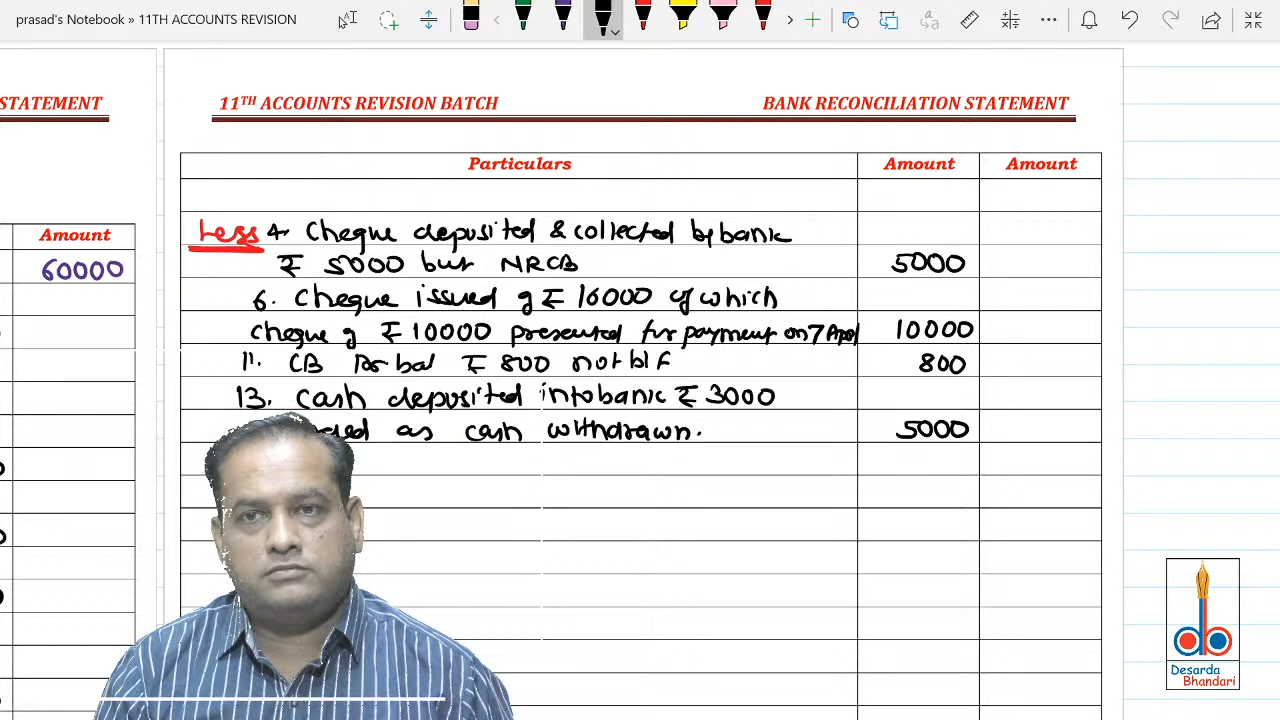 prasad's Notebook » 11TH ACCOUNTS REVISION
STATEMENT
Amount
60000
11TH ACCOUNTS REVISION BATCH BANK RECONCILIATION STATEMENT
Particulars Amount Amount
Less 4. Cheque deposited & collected by bank
₹ 5000 but NRCB 5000
6. Cheque issued of ₹ 16000 of which
Cheque of ₹ 10000 presented for payment on 7 April 10000
11. CB Dr bal ₹ 800 not b/f 800
13. Cash deposited into bank ₹ 3000
as cash withdrawn. 5000
Desarda
Bhandari